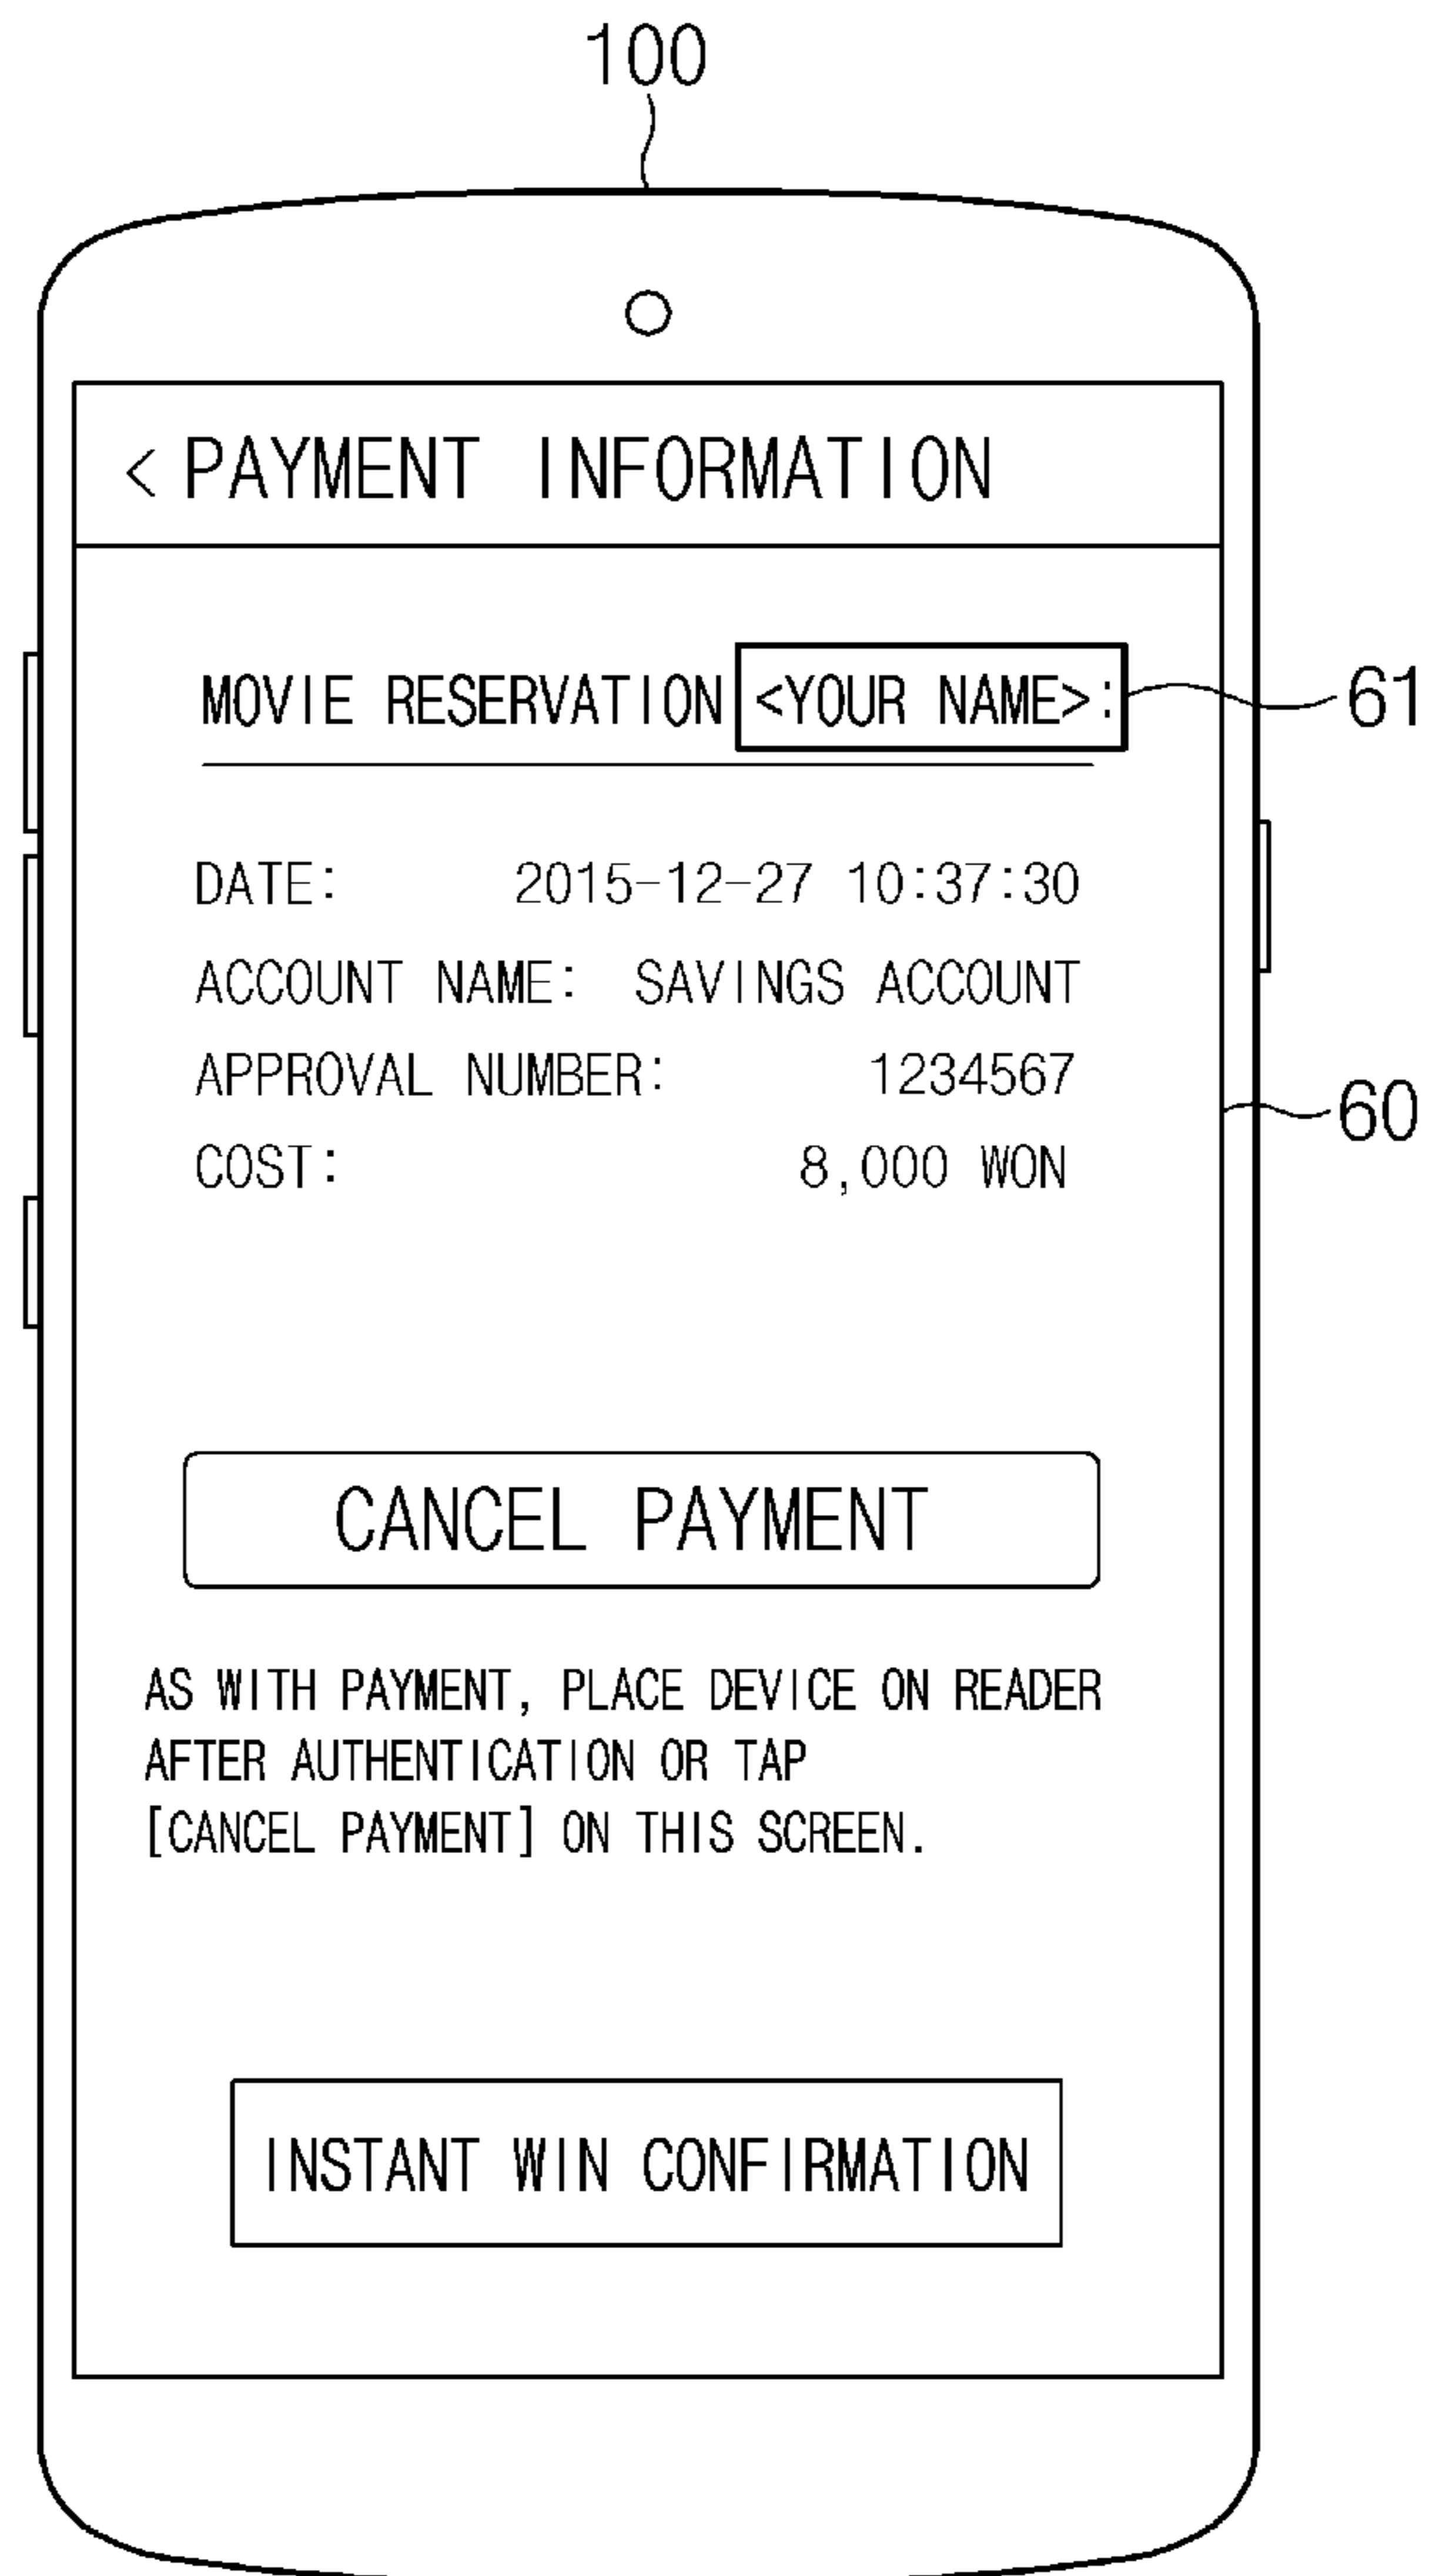 100
< PAYMENT INFORMATION
MOVIE RESERVATION <YOUR NAME>:
61
DATE: 2015-12-27 10:37:30
ACCOUNT NAME: SAVINGS ACCOUNT
APPROVAL NUMBER: 1234567
60
COST: 8,000 WON
CANCEL PAYMENT
AS WITH PAYMENT, PLACE DEVICE ON READER
AFTER AUTHENTICATION OR TAP
[CANCEL PAYMENT] ON THIS SCREEN.
INSTANT WIN CONFIRMATION